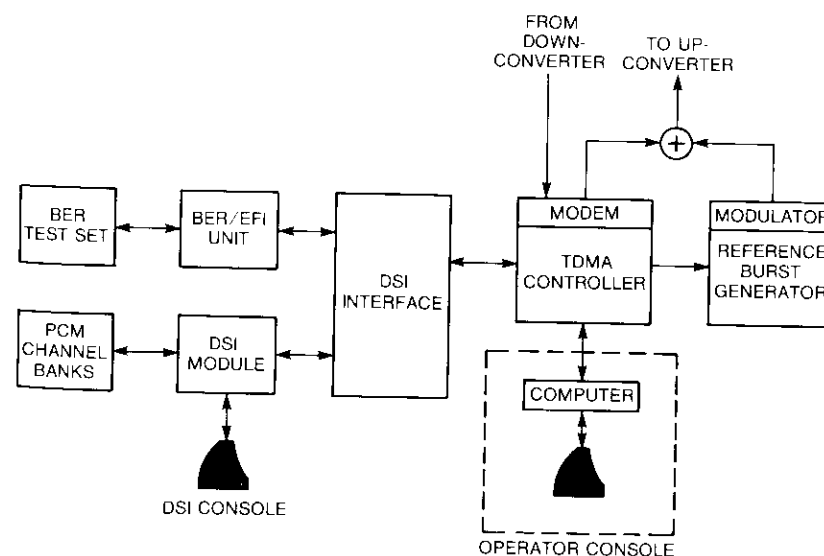 FROM
DOWN-
CONVERTER
TO UP-
CONVERTER
+
BER
TEST SET
BER/EFI
UNIT
DSI
INTERFACE
MODEM
TDMA
CONTROLLER
MODULATOR
REFERENCE
BURST
GENERATOR
PCM
CHANNEL
BANKS
DSI
MODULE
COMPUTER
DSI CONSOLE
OPERATOR CONSOLE